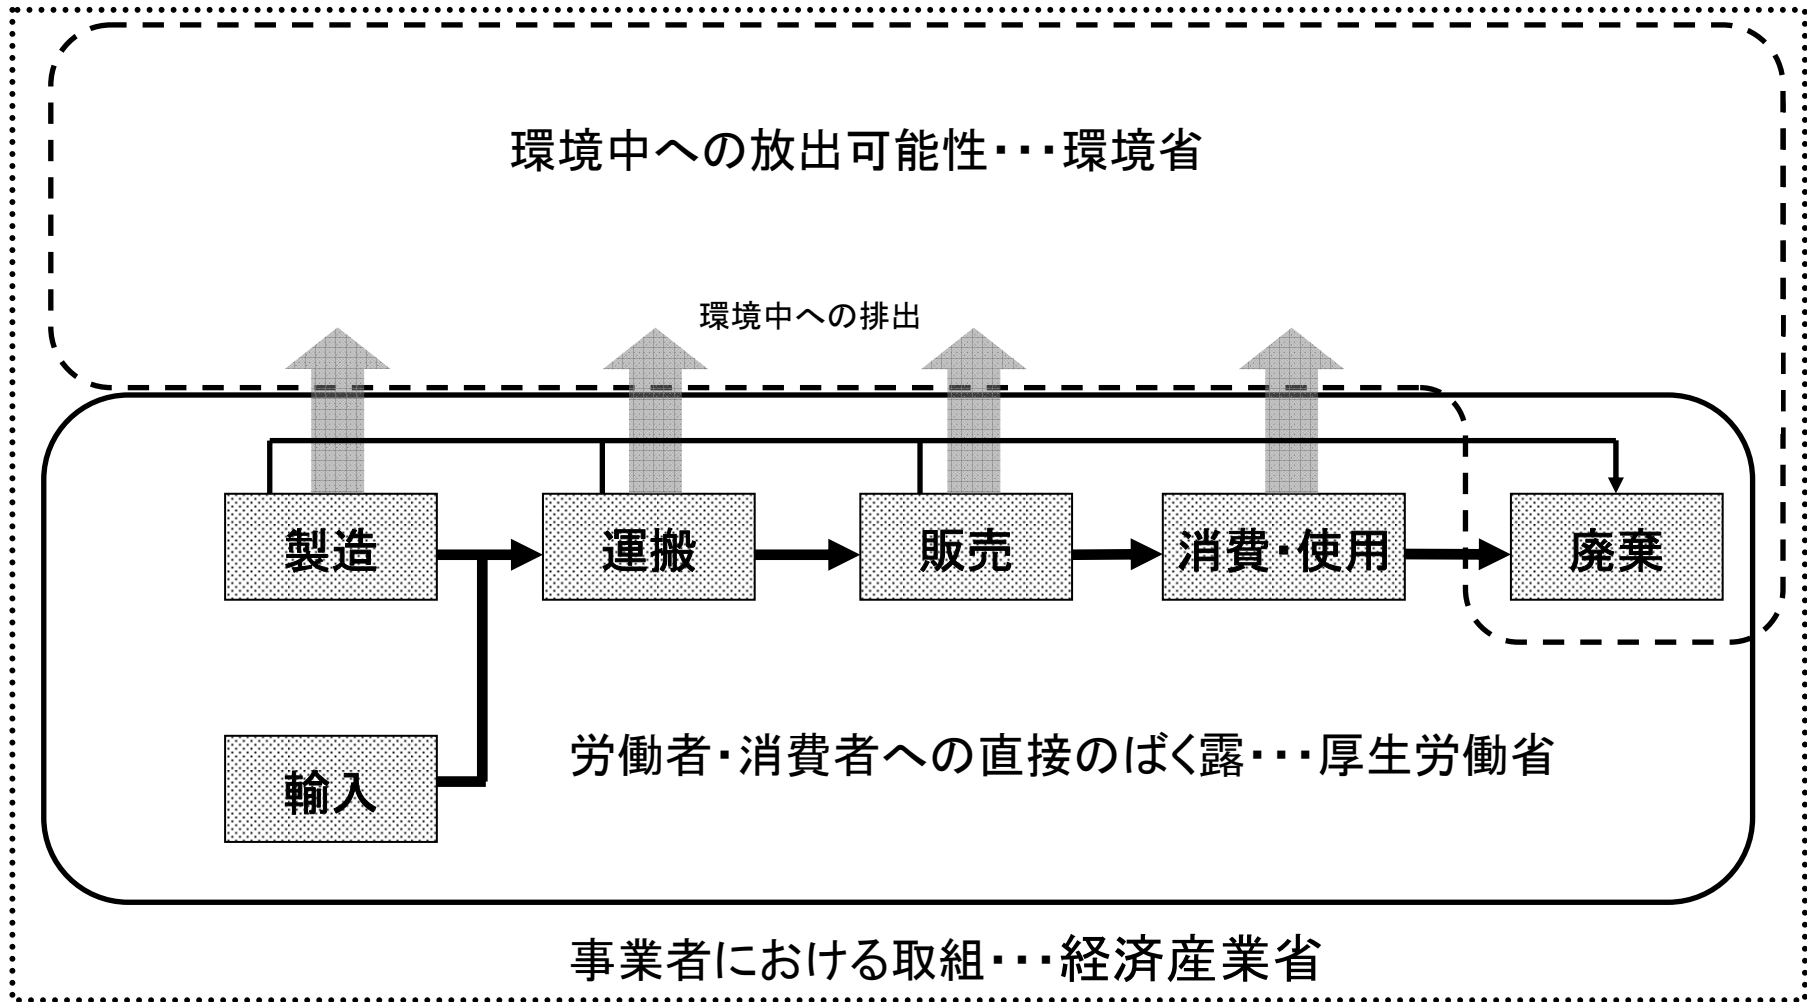 環境中への放出可能性・・・環境省
環境中への排出
製造
運搬
販売
消費・使用
廃棄
輸入
労働者・消費者への直接のばく露・・・厚生労働省
事業者における取組・・・経済産業省